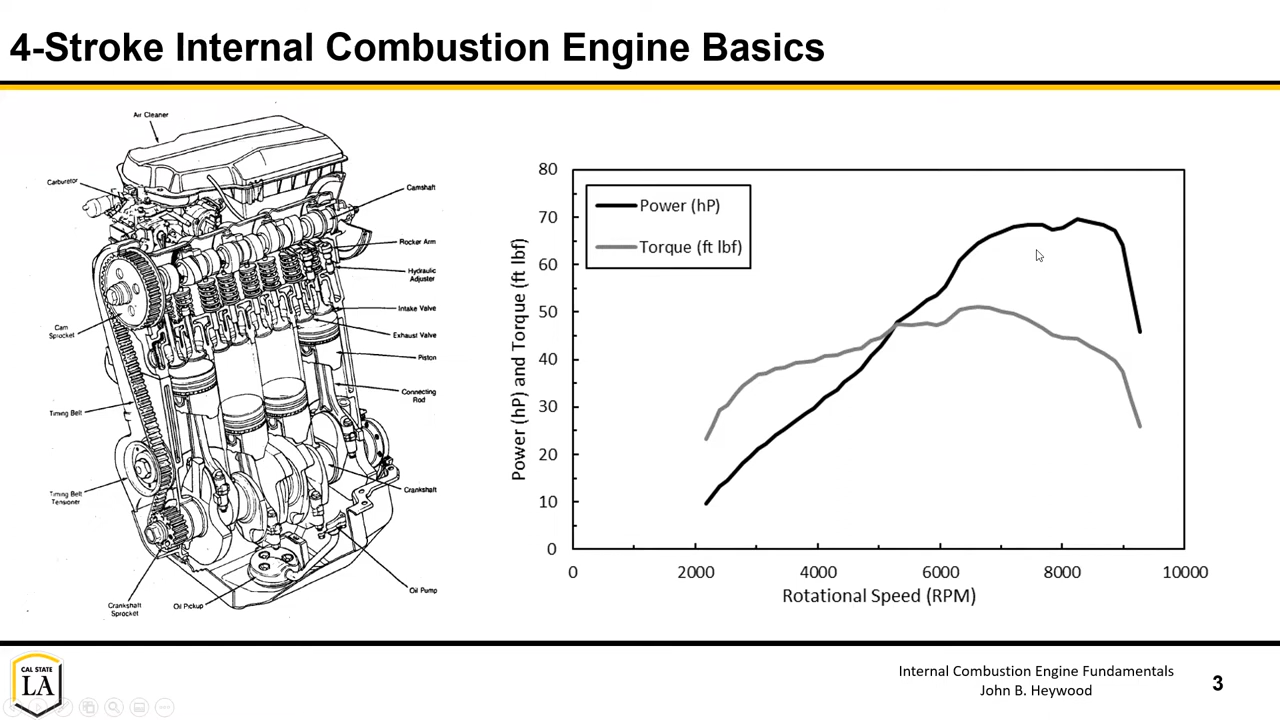 4-Stroke Internal Combustion Engine Basics
Air Cleaner
Carburetor
Camshaft
Rocker Arm
Hydraulic
Adjuster
Intake Valve
Exhaust Valve
Cam
Sprocket
Piston
Connecting
Rod
Timing Belt
Timing Belt
Tensioner
Crankshaft
Crankshaft
Sprocket
Oil Pickup
Oil Pump
Power (hP) and Torque (ft lbf)
80
70
60
50
40
30
20
10
0
Power (hP)
Torque (ft lbf)
0
2000
4000
6000
8000
10000
Rotational Speed (RPM)
CAL STATE
LA
Internal Combustion Engine Fundamentals
John B. Heywood
3